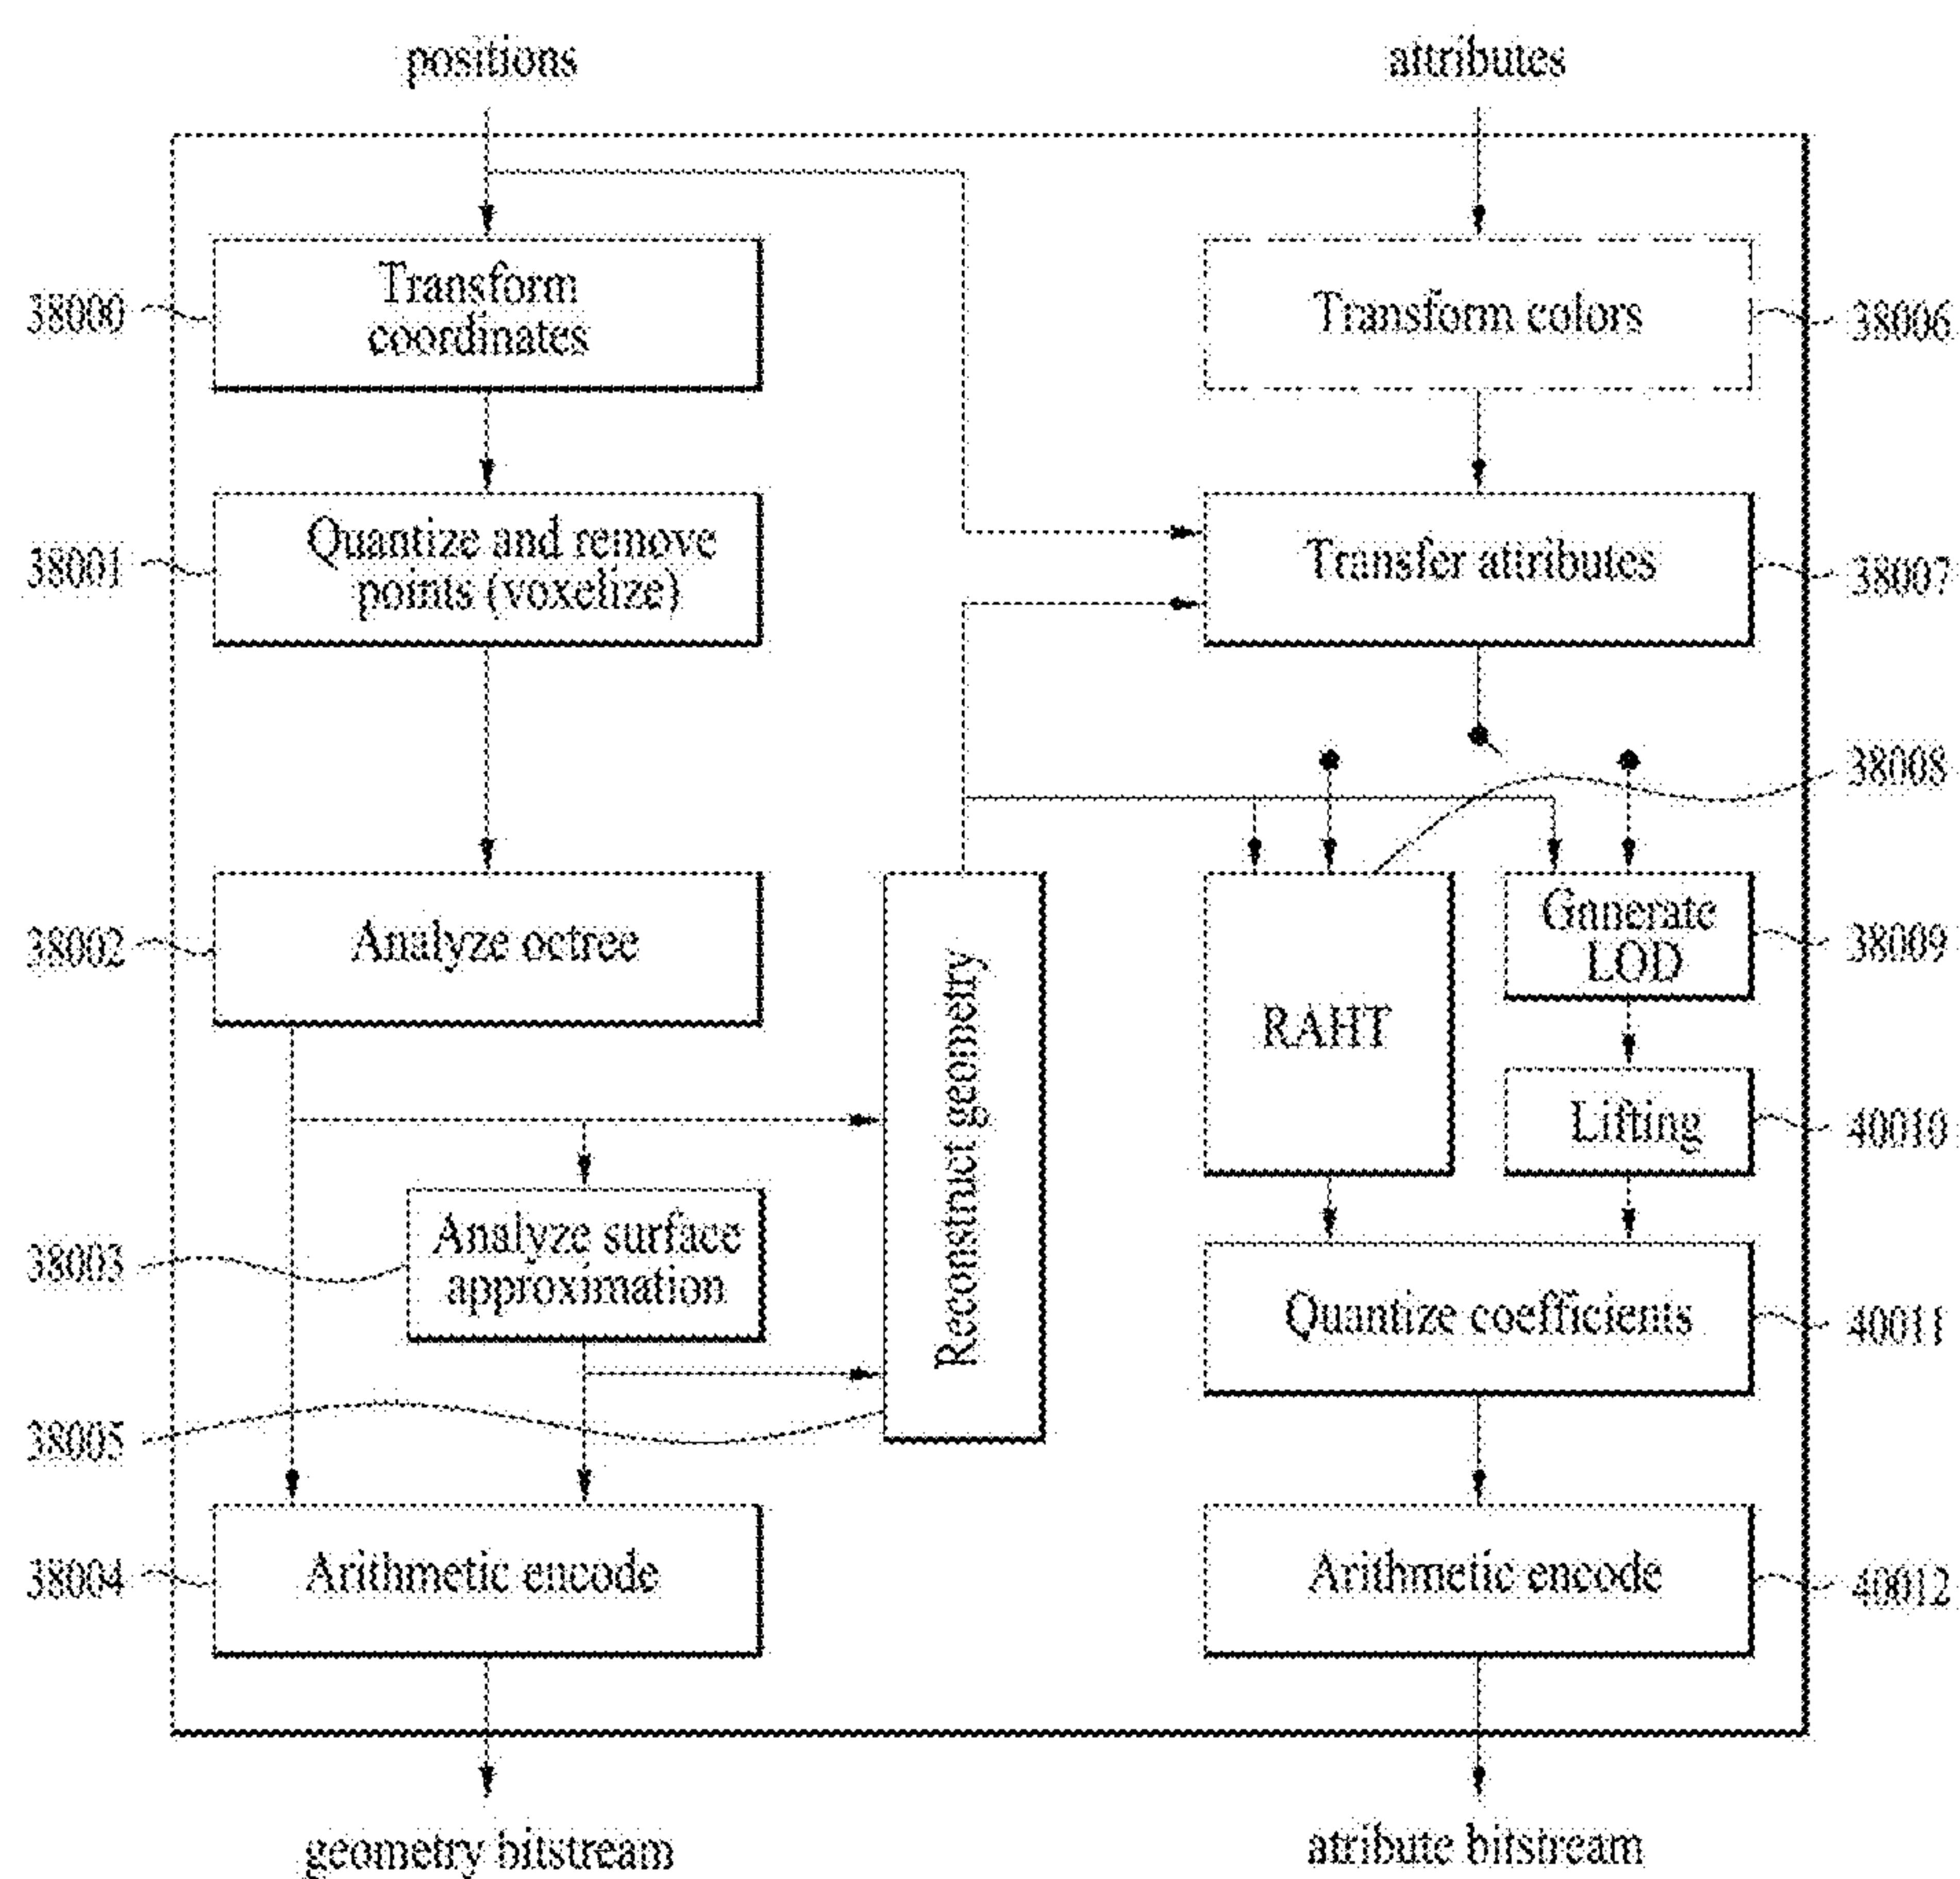 positions
attributes
Transform
coordinates
38000
Transform colors
38006
Quantize and remove
points (voxelize)
38001
Transfer attributes
38007
38008
Analyze octree
38002
Reconstruct geometry
RAHT
Gnnerate
LOD
38009
Lifting
40010
Analyze surface
approximation
38003
Quantize coefficients
40011
38005
Arithmetic encode
38004
Arithmetic encode
40012
geometry bitstream
atribute bitstream